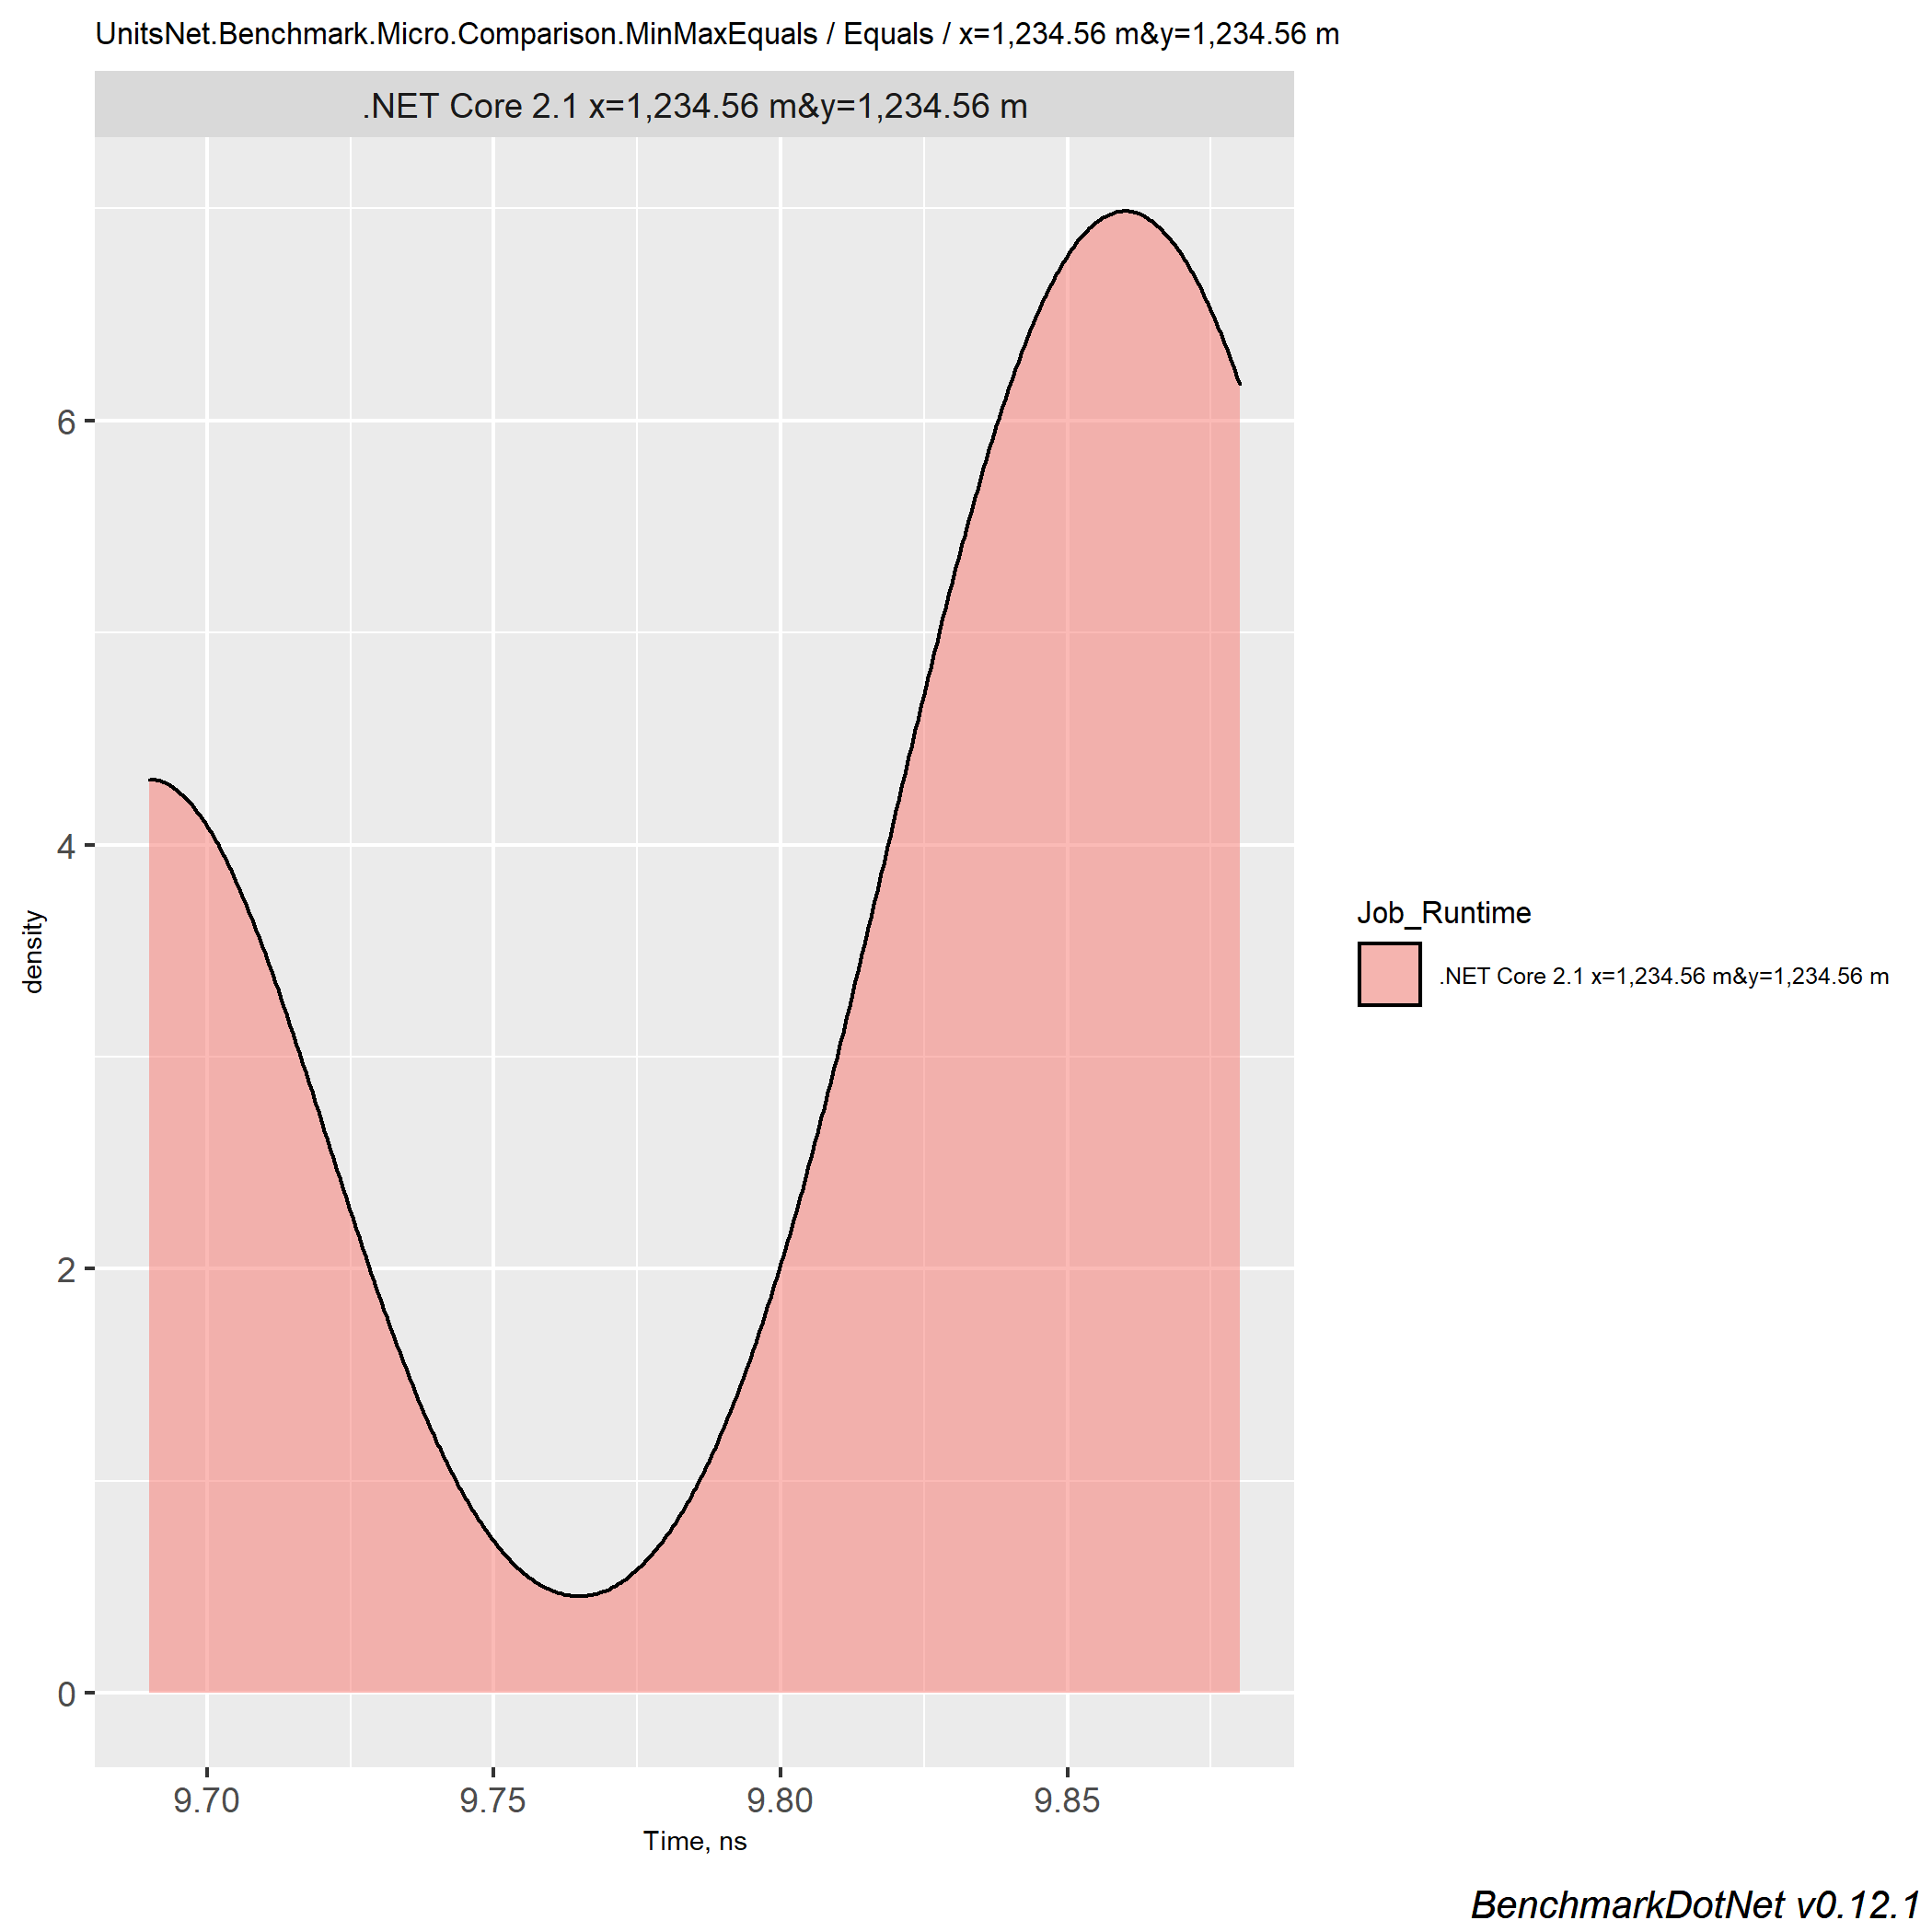 UnitsNet.Benchmark.Micro.Comparison.MinMaxEquals / Equals / x=1,234.56 m&y=1,234.56 m
.NET Core 2.1 x=1,234.56 m&y=1,234.56 m
6
4
2
0
density
9.70 9.75 9.80 9.85
Time, ns
Job_Runtime
.NET Core 2.1 x=1,234.56 m&y=1,234.56 m
BenchmarkDotNet v0.12.1